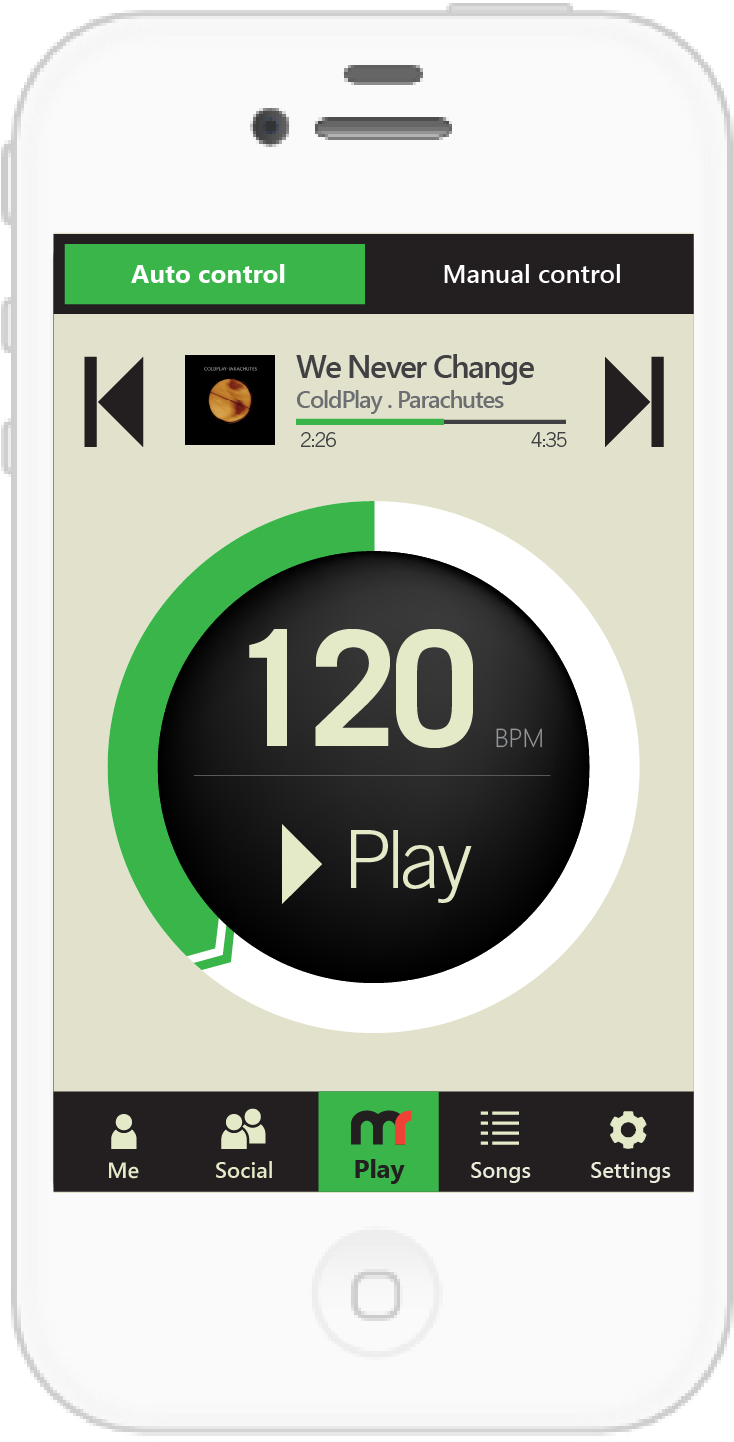 Auto control
Manual control
COLDPLAY·PARACHUTES
We Never Change
ColdPlay . Parachutes
2:26
4:35
120
BPM
Play
mr
Me
Social
Play
Songs
Settings